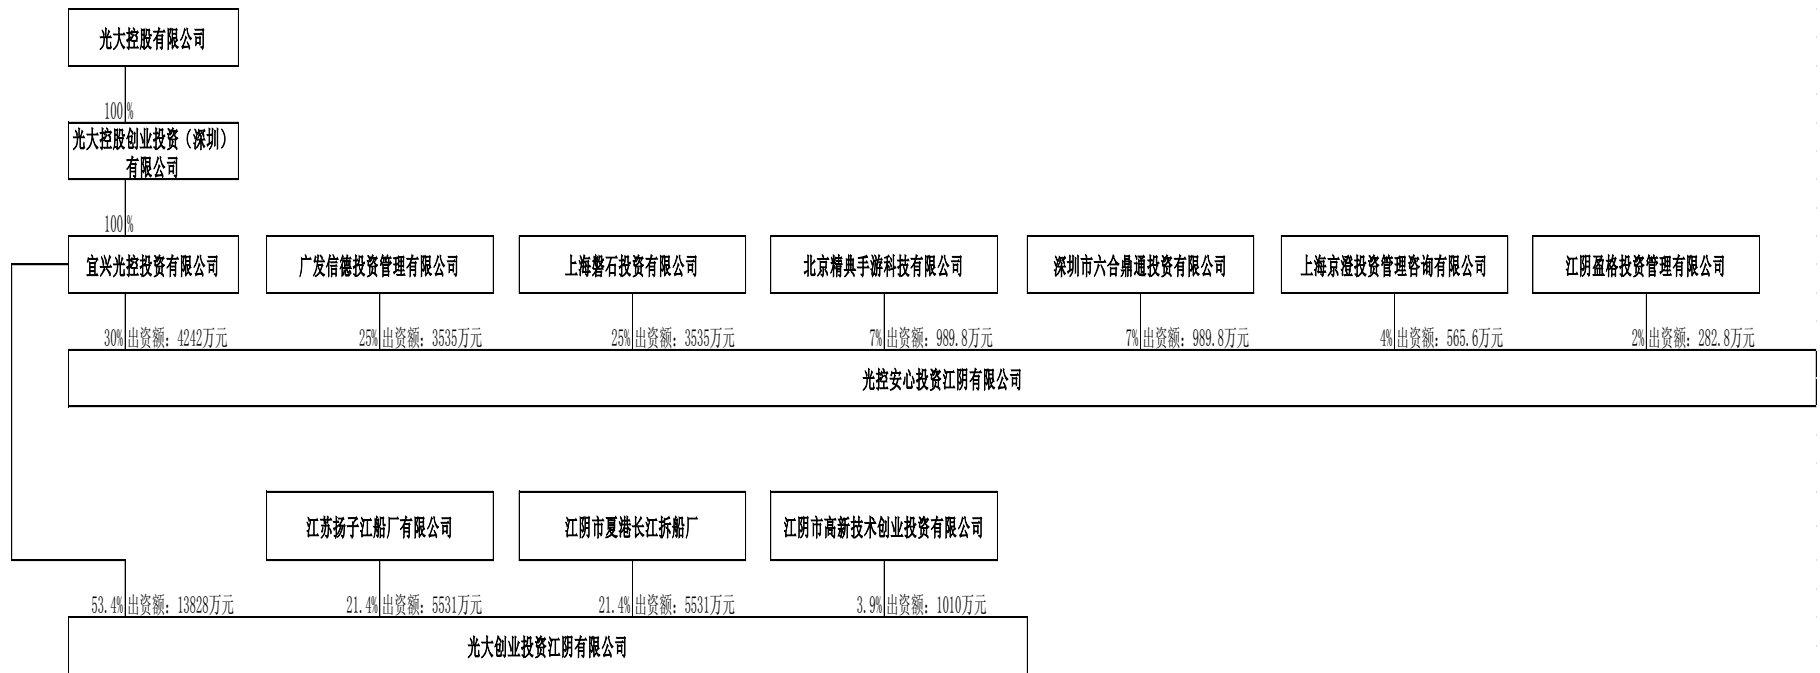 光大控股有限公司
100%
光大控股创业投资（深圳）
有限公司
100%
宜兴光控投资有限公司
广发信德投资管理有限公司
上海磐石投资有限公司
北京精典手游科技有限公司
深圳市六合鼎通投资有限公司
上海京澄投资管理咨询有限公司
江阴盈格投资管理有限公司
30% 出资额：4242万元
25% 出资额：3535万元
25% 出资额：3535万元
7% 出资额：989.8万元
7% 出资额：989.8万元
4% 出资额：565.6万元
2% 出资额：282.8万元
光控安心投资江阴有限公司
江苏扬子江船厂有限公司
江阴市夏港长江拆船厂
江阴市高新技术创业投资有限公司
53.4% 出资额：13828万元
21.4% 出资额：5531万元
21.4% 出资额：5531万元
3.9% 出资额：1010万元
光大创业投资江阴有限公司